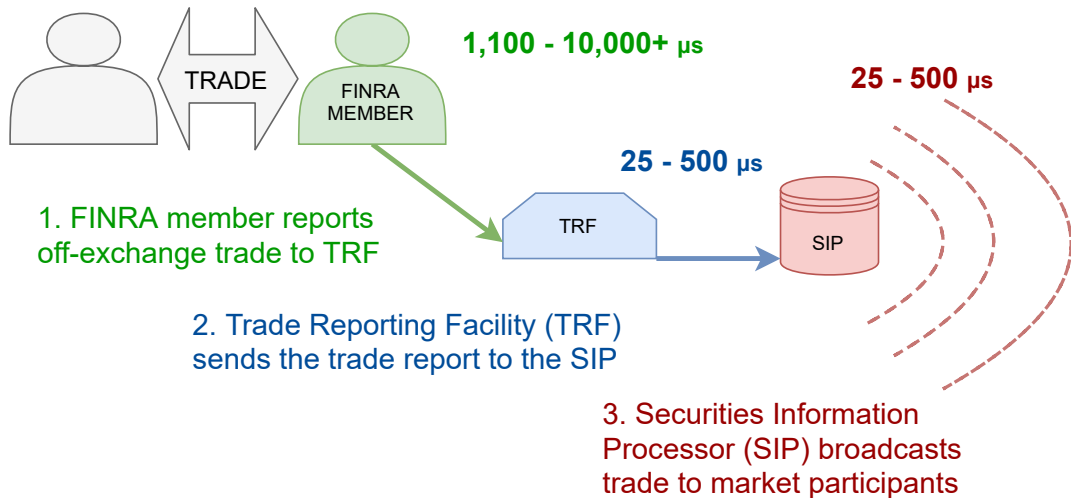 1,100 - 10,000+ μs
25 - 500 μs
TRADE
FINRA
MEMBER
25 - 500 μs
1. FINRA member reports
off-exchange trade to TRF
TRF
SIP
2. Trade Reporting Facility (TRF)
sends the trade report to the SIP
3. Securities Information
Processor (SIP) broadcasts
trade to market participants